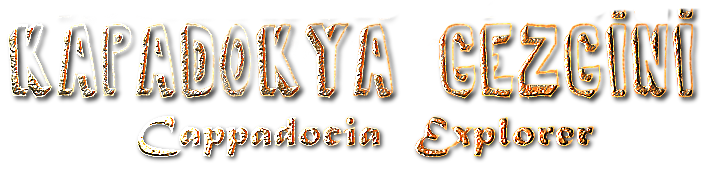 KAPADOKYA GEZGİNİ
Cappadocia Explorer